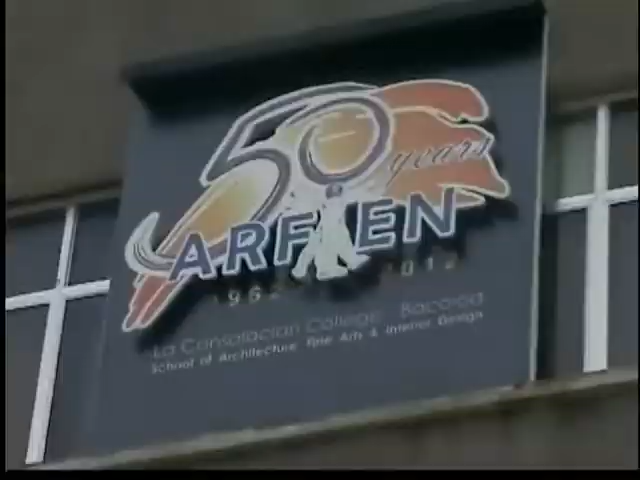 50 years
ARFIEN
La Consolacion College - Bacolod
School of Architecture, Fine Arts & Interior Design